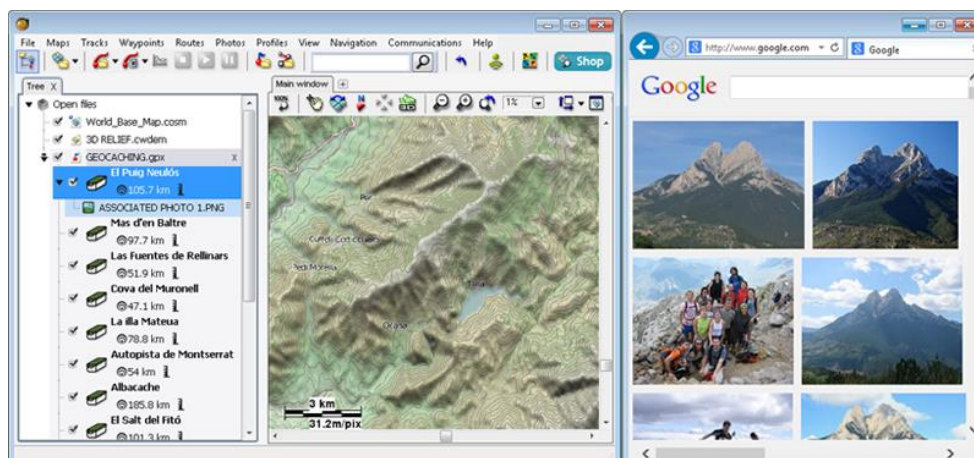 File Maps Tracks Waypoints Routes Photos Profiles View Navigation Communications Help
Shop
Tree X
Open files
World_Base_Map.cosm
3D RELIEF.cwdem
GEOCACHING.gpx x
El Puig Neulós
105.7 km
ASSOCIATED PHOTO 1.PNG
Mas d'en Baltre
97.7 km
Las Fuentes de Rellinars
51.9 km
Cova del Muronell
47.1 km
La illa Mateua
78.8 km
Autopista de Montserrat
54 km
Albacache
185.8 km
El Salt del Fitó
101.3 km
Main window
100%
1%
Ocaña
3 km
31.2m/pix
http://www.google.com
Google
Google